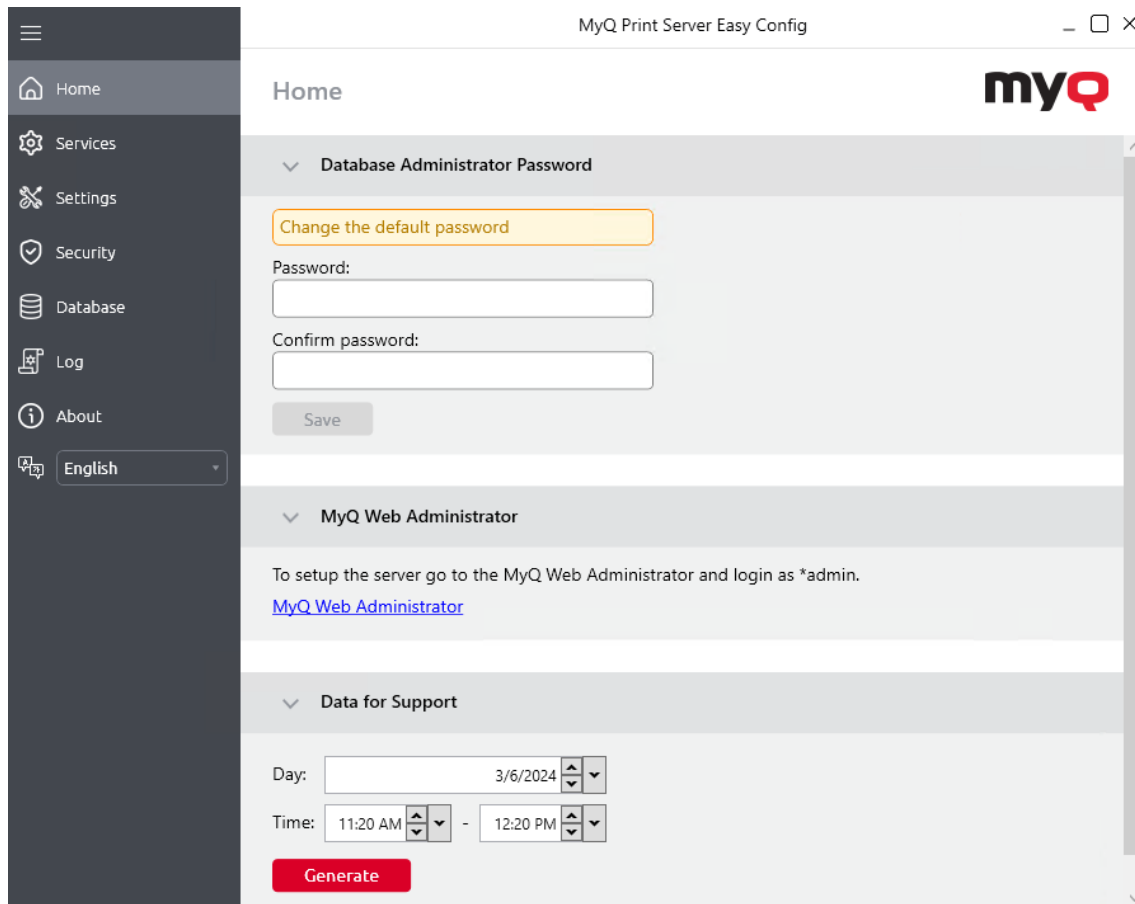 MyQ Print Server Easy Config
Home
Services
Settings
Security
Database
Log
About
English
Home
myQ
Database Administrator Password
Change the default password
Password:
Confirm password:
Save
MyQ Web Administrator
To setup the server go to the MyQ Web Administrator and login as *admin.
MyQ Web Administrator
Data for Support
Day: 3/6/2024
Time: 11:20 AM - 12:20 PM
Generate